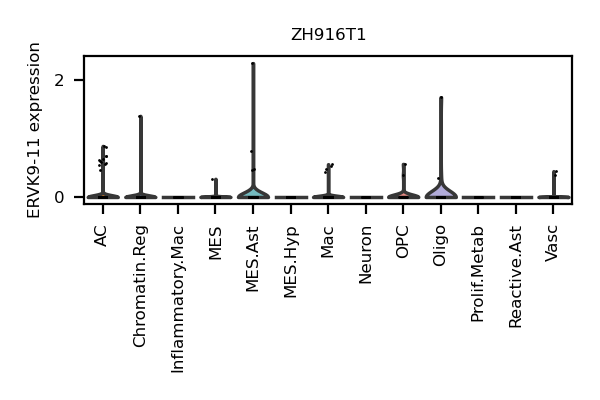 ZH916T1
ERVK9-11 expression
2
0
AC
Chromatin.Reg
Inflammatory.Mac
MES
MES.Ast
MES.Hyp
Mac
Neuron
OPC
Oligo
Prolif.Metab
Reactive.Ast
Vasc